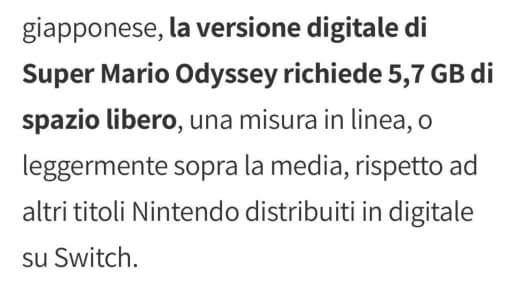 giapponese, la versione digitale di
Super Mario Odyssey richiede 5,7 GB di
spazio libero, una misura in linea, o
leggermente sopra la media, rispetto ad
altri titoli Nintendo distribuiti in digitale
su Switch.